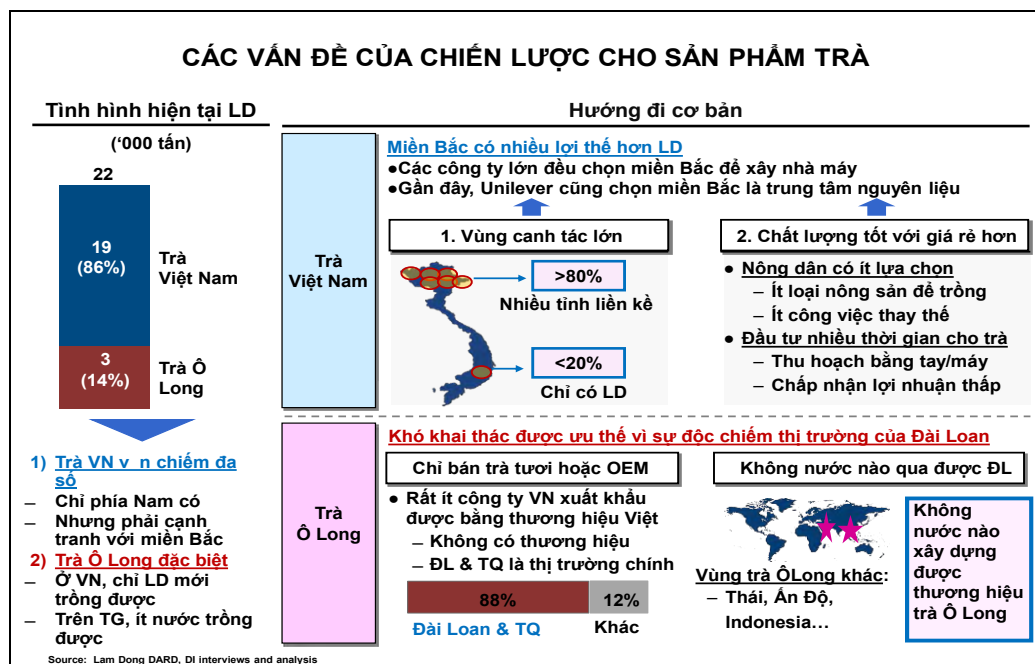 CÁC VẤN ĐỀ CỦA CHIẾN LƯỢC CHO SẢN PHẨM TRÀ
Tình hình hiện tại LD
(‘000 tấn)
22
19
(86%)
Trà
Việt Nam
3
(14%)
Trà Ô
Long
1) Trà VN v n chiếm đa
số
– Chỉ phía Nam có
– Nhưng phải cạnh
tranh với miền Bắc
2) Trà Ô Long đặc biệt
– Ở VN, chỉ LD mới
trồng được
– Trên TG, ít nước trồng
được
Hướng đi cơ bản
Trà
Việt Nam
Miền Bắc có nhiều lợi thế hơn LD
●Các công ty lớn đều chọn miền Bắc để xây nhà máy
●Gần đây, Unilever cũng chọn miền Bắc là trung tâm nguyên liệu
1. Vùng canh tác lớn
>80%
Nhiều tỉnh liền kề
<20%
Chỉ có LD
2. Chất lượng tốt với giá rẻ hơn
● Nông dân có ít lựa chọn
– Ít loại nông sản để trồng
– Ít công việc thay thế
● Đầu tư nhiều thời gian cho trà
– Thu hoạch bằng tay/máy
– Chấp nhận lợi nhuận thấp
Trà
Ô Long
Khó khai thác được ưu thế vì sự độc chiếm thị trường của Đài Loan
Chỉ bán trà tươi hoặc OEM
● Rất ít công ty VN xuất khẩu
được bằng thương hiệu Việt
– Không có thương hiệu
– ĐL & TQ là thị trường chính
88%
12%
Đài Loan & TQ
Khác
Không nước nào qua được ĐL
Vùng trà ÔLong khác:
– Thái, Ấn Độ,
Indonesia…
Không
nước nào
xây dựng
được
thương hiệu
trà Ô Long
Source: Lam Dong DARD, DI interviews and analysis